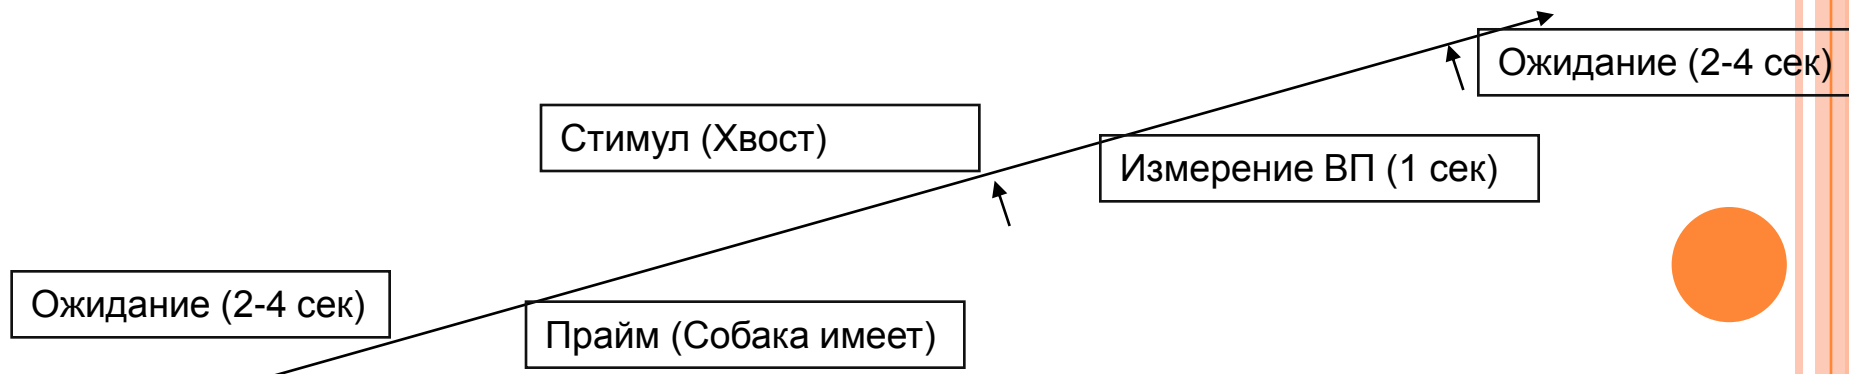 Ожидание (2-4 сек)
Стимул (Хвост)
Измерение ВП (1 сек)
Ожидание (2-4 сек)
Прайм (Собака имеет)